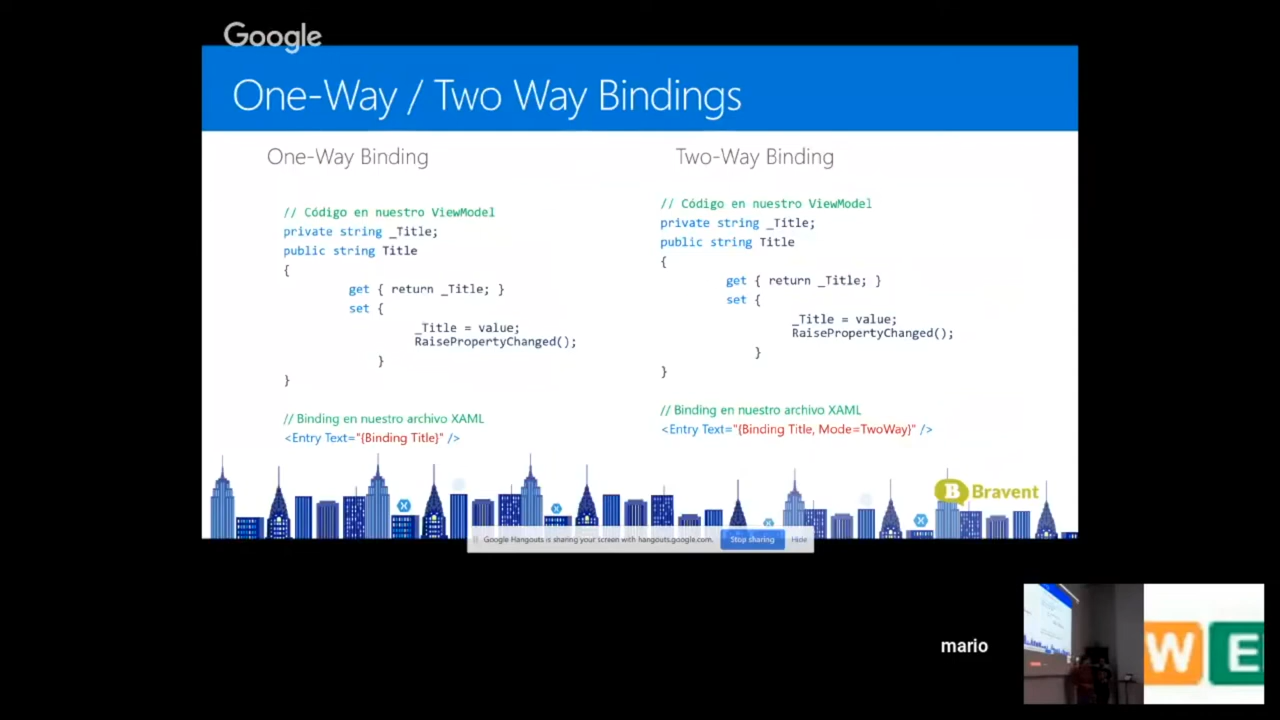 Google
One-Way / Two Way Bindings
One-Way Binding
// Código en nuestro ViewModel
private string _Title;
public string Title
{
get { return _Title; }
set {
_Title = value;
RaisePropertyChanged();
}
}
// Binding en nuestro archivo XAML
<Entry Text="{Binding Title}" />
Two-Way Binding
// Código en nuestro ViewModel
private string _Title;
public string Title
{
get { return _Title; }
set {
_Title = value;
RaisePropertyChanged();
}
}
// Binding en nuestro archivo XAML
<Entry Text="{Binding Title, Mode=TwoWay}" />
B Bravent
Google Hangouts is sharing your screen with hangouts.google.com.
Stop sharing
Hide
mario
W E